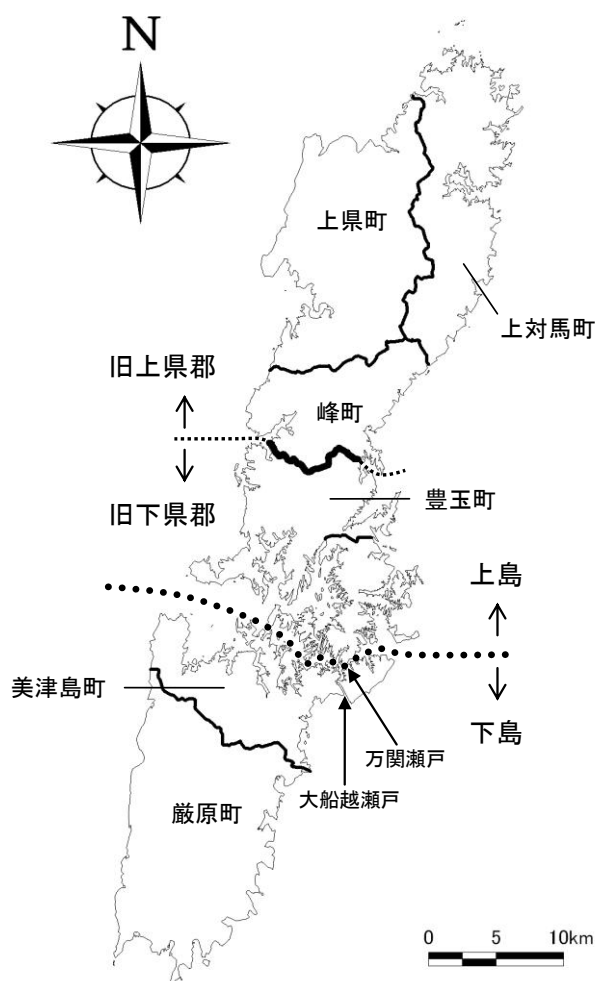 N
上県町
上対馬町
旧上県郡
峰町
旧下県郡
豊玉町
上島
美津島町
下島
万関瀬戸
大船越瀬戸
厳原町
0 5 10km